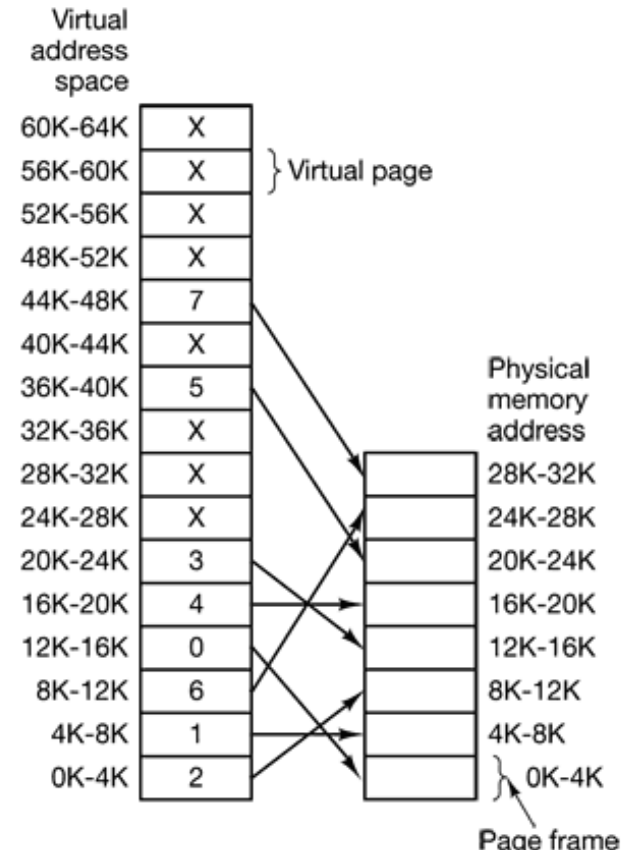 Virtual
address
space
60K-64K X
56K-60K X Virtual page
52K-56K X
48K-52K X
44K-48K 7
40K-44K X
36K-40K 5
32K-36K X
28K-32K X
24K-28K X
20K-24K 3
16K-20K 4
12K-16K 0
8K-12K 6
4K-8K 1
0K-4K 2
Physical
memory
address
28K-32K
24K-28K
20K-24K
16K-20K
12K-16K
8K-12K
4K-8K
0K-4K
Page frame